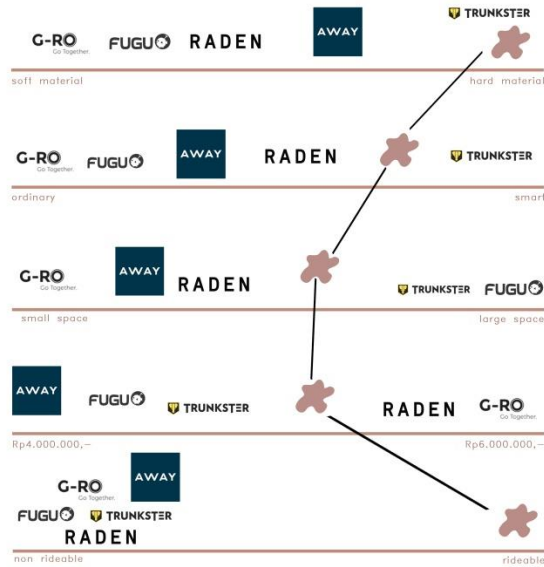 TRUNKSTER
G-RO FUGU RADEN AWAY
Go Together.
soft material hard material
G-RO FUGU AWAY RADEN TRUNKSTER
Go Together.
ordinary smart
G-RO AWAY RADEN TRUNKSTER FUGU
Go Together.
small space large space
AWAY FUGU TRUNKSTER RADEN G-RO
Go Together.
Rp4.000.000,- Rp6.000.000,-
G-RO AWAY
Go Together.
FUGU TRUNKSTER
RADEN
non rideable rideable